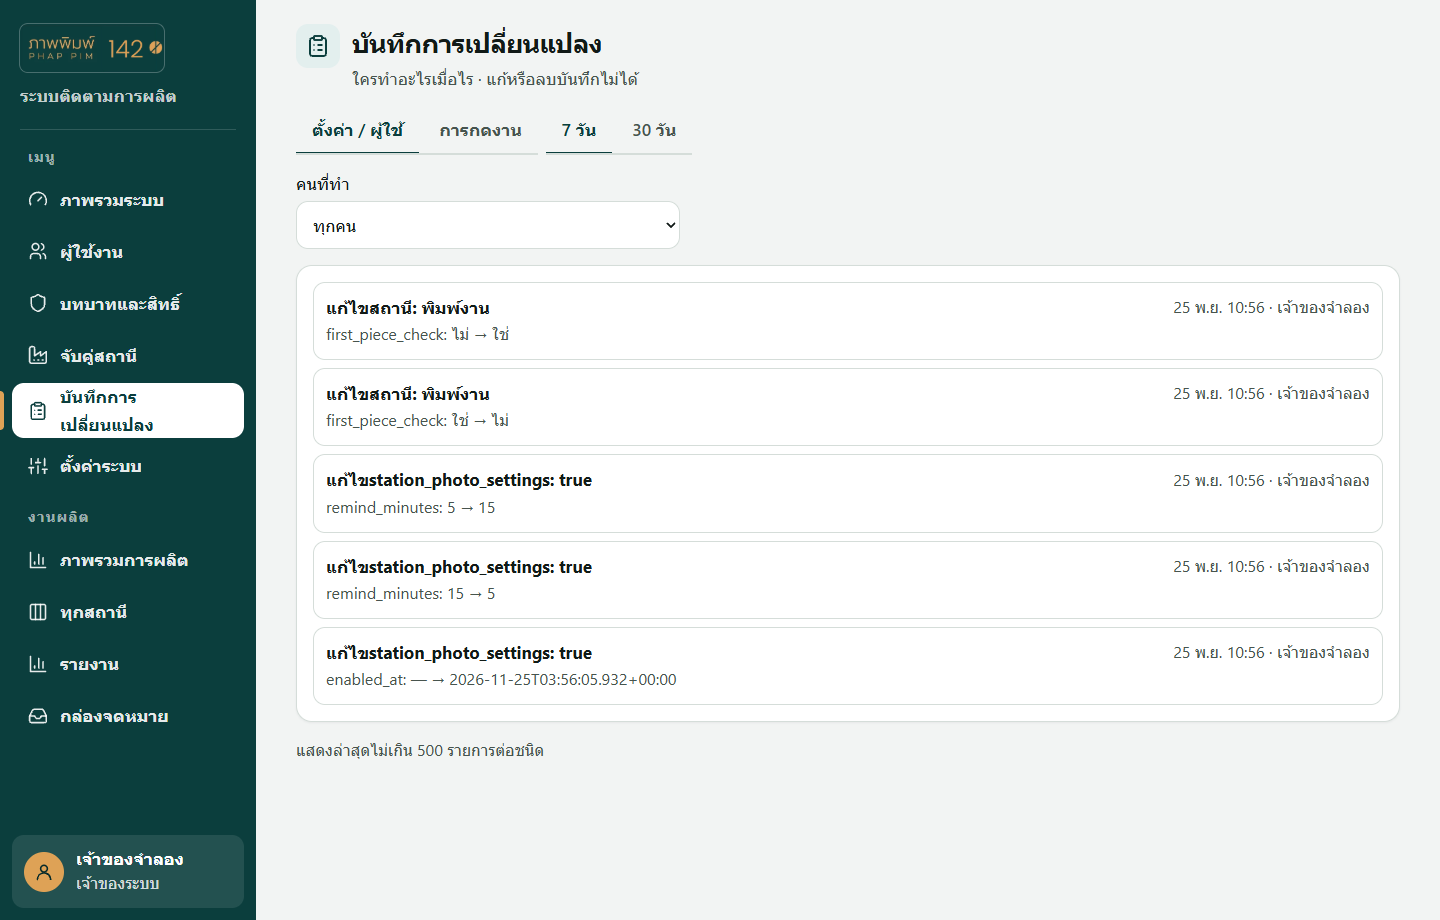 ภาพพิมพ์ 142
PHAP PIM
ระบบติดตามการผลิต
เมนู
ภาพรวมระบบ
ผู้ใช้งาน
บทบาทและสิทธิ์
จับคู่สถานี
บันทึกการ
เปลี่ยนแปลง
ตั้งค่าระบบ
งานผลิต
ภาพรวมการผลิต
ทุกสถานี
รายงาน
กล่องจดหมาย
เจ้าของจำลอง
เจ้าของระบบ
บันทึกการเปลี่ยนแปลง
ใครทำอะไรเมื่อไร · แก้หรือลบบันทึกไม่ได้
ตั้งค่า / ผู้ใช้ การกดงาน 7 วัน 30 วัน
คนที่ทำ
ทุกคน
แก้ไขสถานี: พิมพ์งาน 25 พ.ย. 10:56 · เจ้าของจำลอง
first_piece_check: ไม่ → ใช่
แก้ไขสถานี: พิมพ์งาน 25 พ.ย. 10:56 · เจ้าของจำลอง
first_piece_check: ใช่ → ไม่
แก้ไขstation_photo_settings: true 25 พ.ย. 10:56 · เจ้าของจำลอง
remind_minutes: 5 → 15
แก้ไขstation_photo_settings: true 25 พ.ย. 10:56 · เจ้าของจำลอง
remind_minutes: 15 → 5
แก้ไขstation_photo_settings: true 25 พ.ย. 10:56 · เจ้าของจำลอง
enabled_at: — → 2026-11-25T03:56:05.932+00:00
แสดงล่าสุดไม่เกิน 500 รายการต่อชนิด